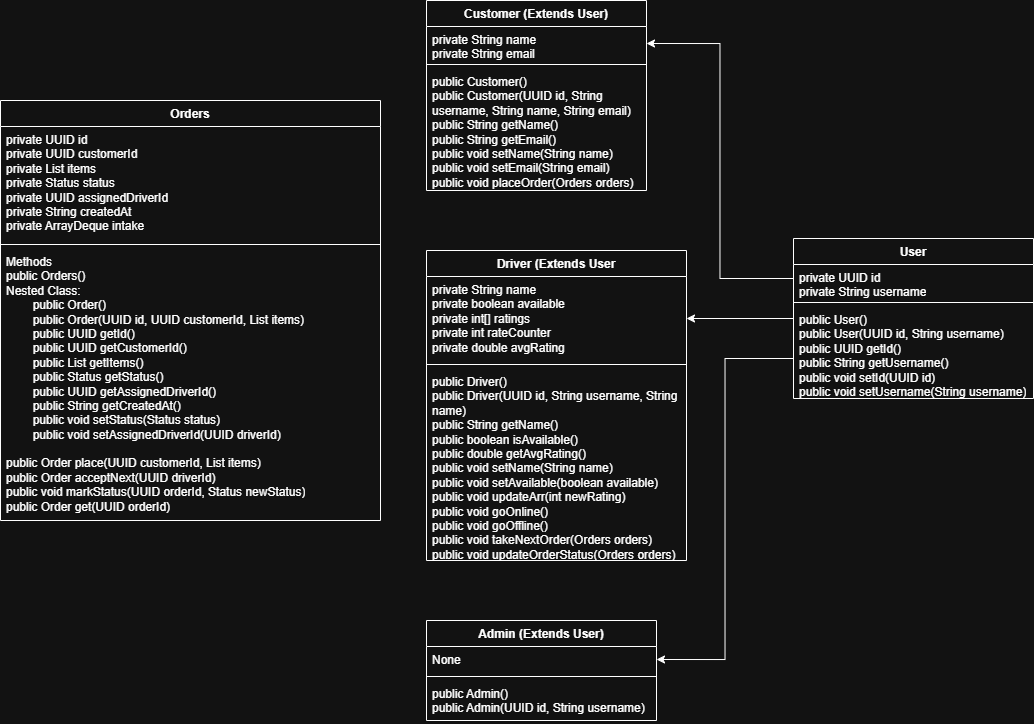 Customer (Extends User)
private String name
private String email
public Customer()
public Customer(UUID id, String
username, String name, String email)
public String getName()
public String getEmail()
public void setName(String name)
public void setEmail(String email)
public void placeOrder(Orders orders)
Orders
private UUID id
private UUID customerId
private List items
private Status status
private UUID assignedDriverId
private String createdAt
private ArrayDeque intake
Methods
public Orders()
Nested Class:
public Order()
public Order(UUID id, UUID customerId, List items)
public UUID getId()
public UUID getCustomerId()
public List getItems()
public Status getStatus()
public UUID getAssignedDriverId()
public String getCreatedAt()
public void setStatus(Status status)
public void setAssignedDriverId(UUID driverId)
public Order place(UUID customerId, List items)
public Order acceptNext(UUID driverId)
public void markStatus(UUID orderId, Status newStatus)
public Order get(UUID orderId)
Driver (Extends User
private String name
private boolean available
private int[] ratings
private int rateCounter
private double avgRating
public Driver()
public Driver(UUID id, String username, String
name)
public String getName()
public boolean isAvailable()
public double getAvgRating()
public void setName(String name)
public void setAvailable(boolean available)
public void updateArr(int newRating)
public void goOnline()
public void goOffline()
public void takeNextOrder(Orders orders)
public void updateOrderStatus(Orders orders)
User
private UUID id
private String username
public User()
public User(UUID id, String username)
public UUID getId()
public String getUsername()
public void setId(UUID id)
public void setUsername(String username)
Admin (Extends User)
None
public Admin()
public Admin(UUID id, String username)